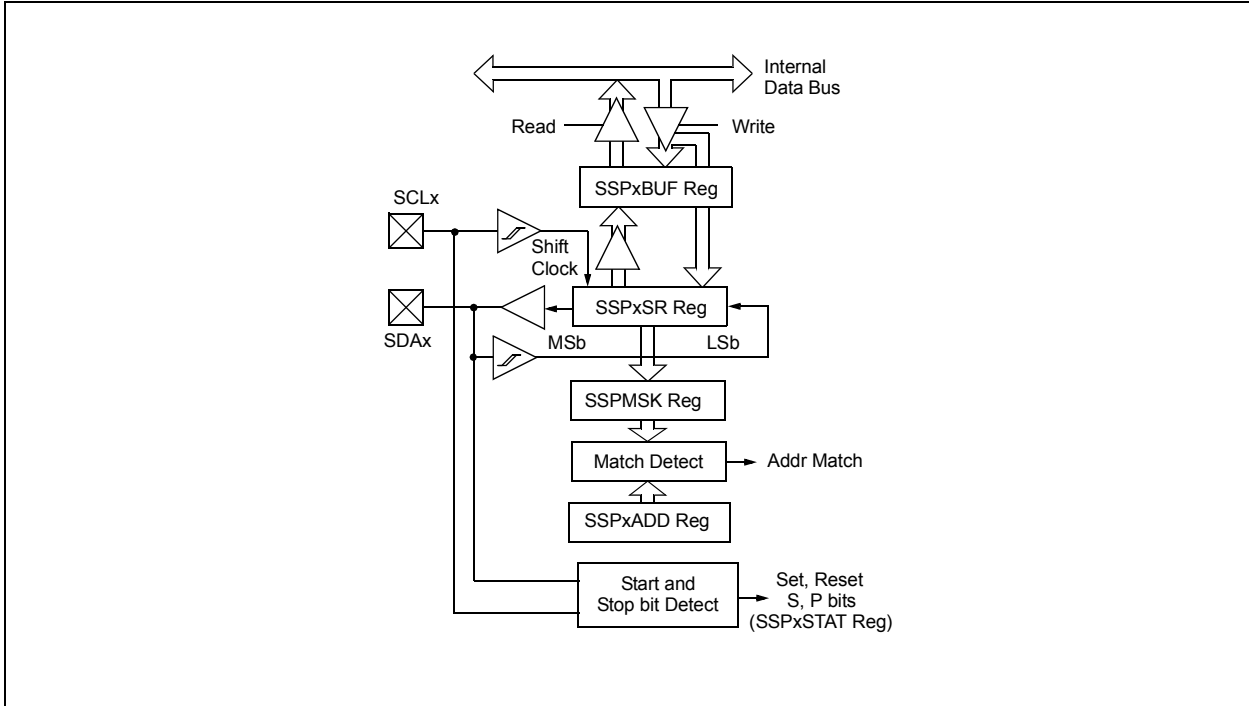 Internal
Data Bus
Read
Write
SSPxBUF Reg
SCLx
Shift
Clock
SSPxSR Reg
SDAx
MSb
LSb
SSPMSK Reg
Match Detect
Addr Match
SSPxADD Reg
Start and
Stop bit Detect
Set, Reset
S, P bits
(SSPxSTAT Reg)